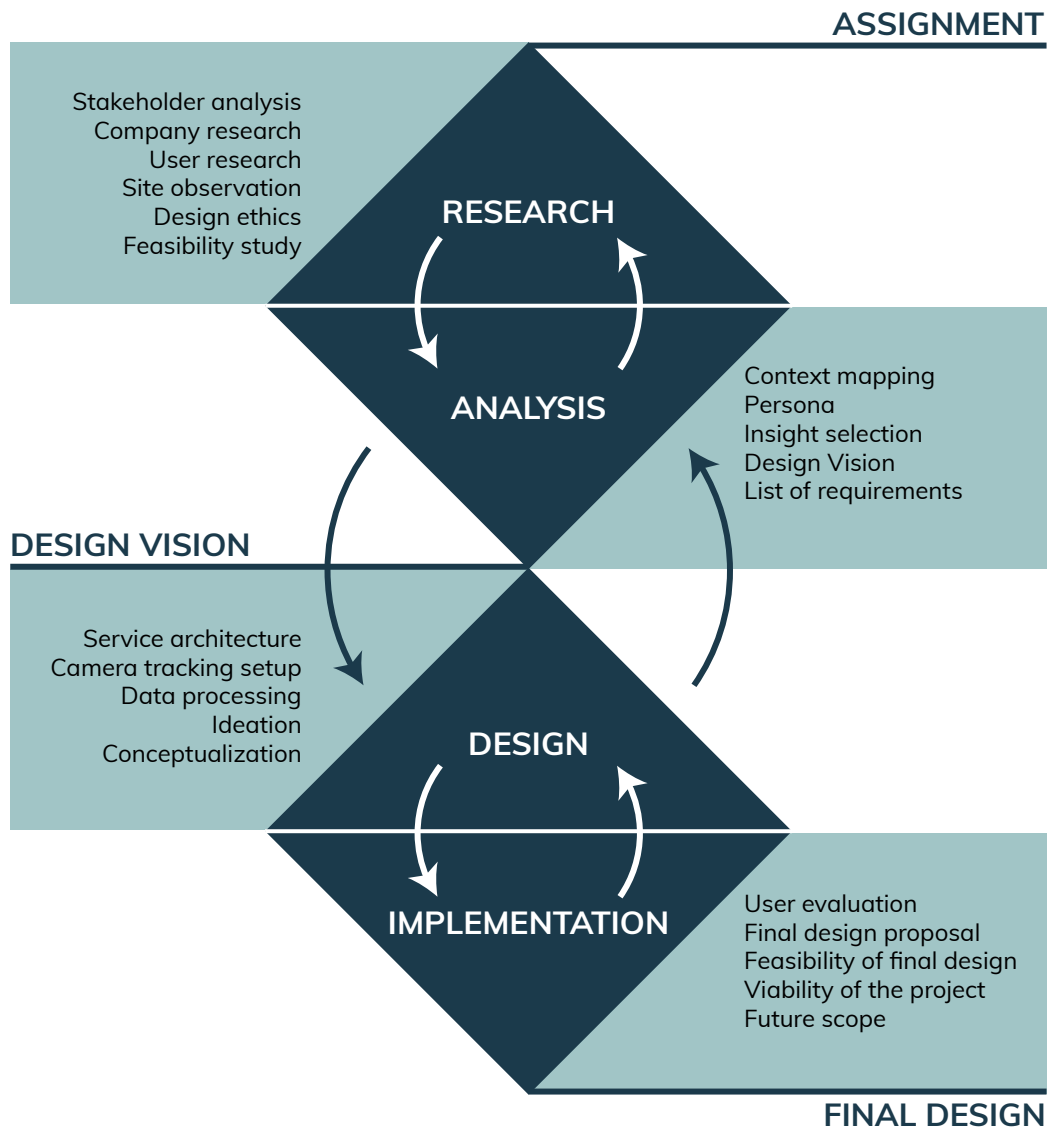 ASSIGNMENT
Stakeholder analysis
Company research
User research
Site observation
Design ethics
Feasibility study
RESEARCH
ANALYSIS
Context mapping
Persona
Insight selection
Design Vision
List of requirements
DESIGN VISION
Service architecture
Camera tracking setup
Data processing
Ideation
Conceptualization
DESIGN
IMPLEMENTATION
User evaluation
Final design proposal
Feasibility of final design
Viability of the project
Future scope
FINAL DESIGN